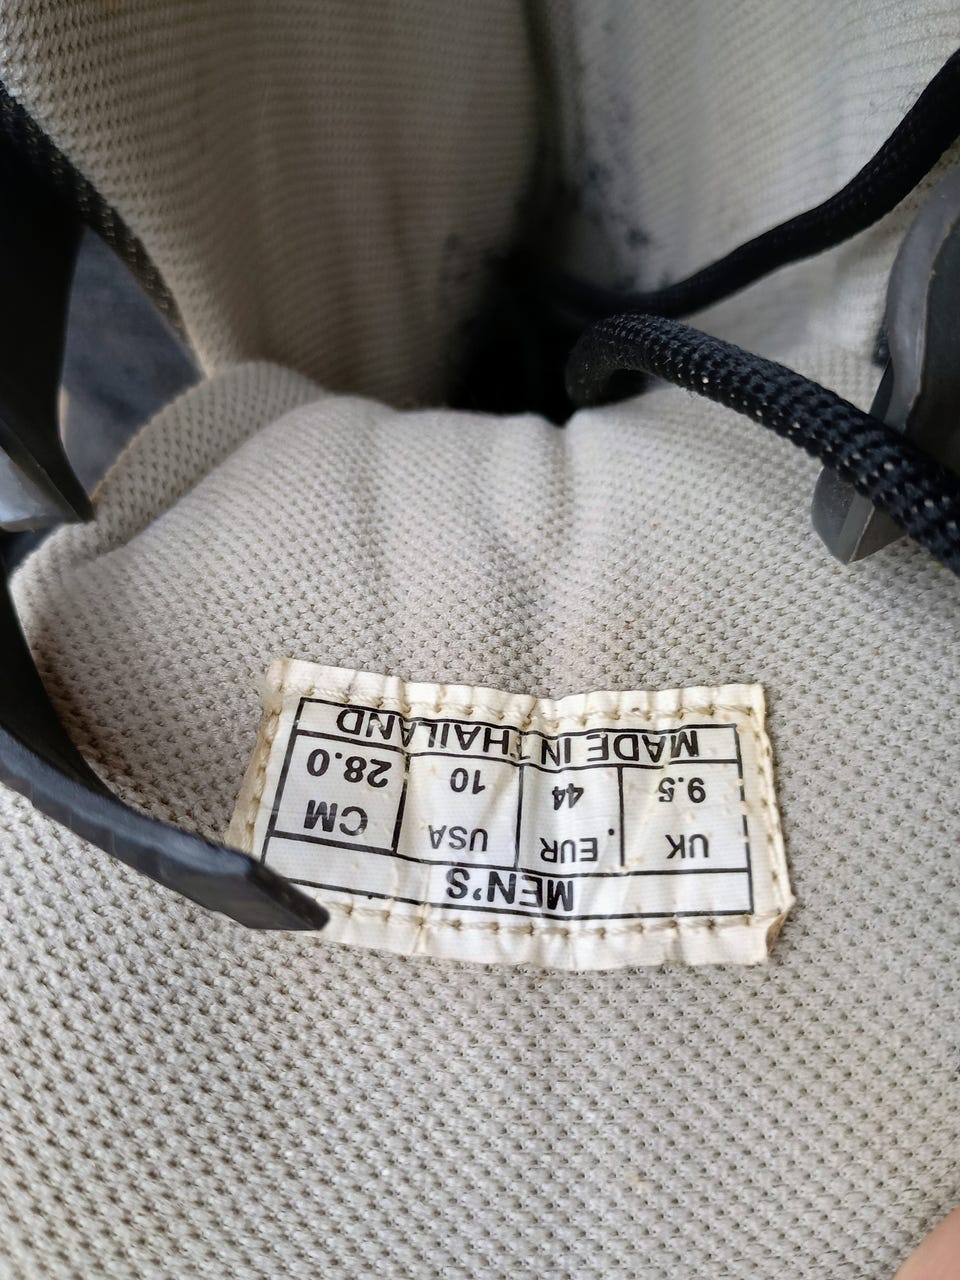 MEN'S
UK EUR. USA CM
9.5 44 10 28.0
MADE IN THAILAND